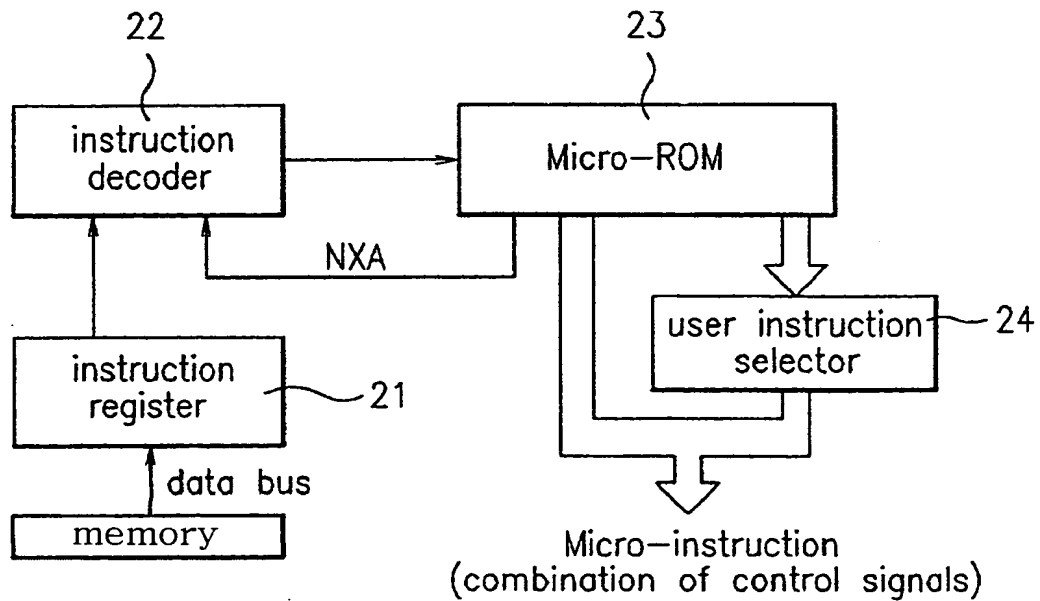 22
23
instruction
decoder
Micro-ROM
NXA
user instruction
selector
24
instruction
register
21
data bus
memory
Micro-instruction
(combination of control signals)